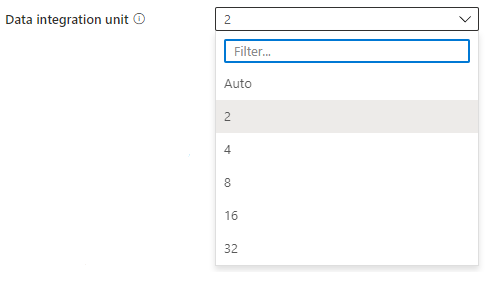 Data integration unit 2
Filter...
Auto
2
4
8
16
32